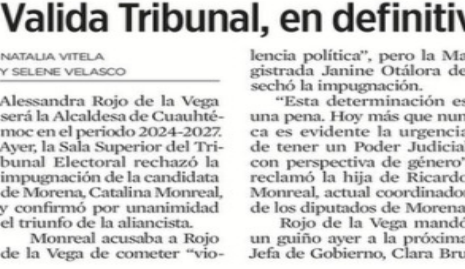 Valida Tribunal, en definitiv
NATALIA VITELA
Y SELENE VELASCO
Alessandra Rojo de la Vega
será la Alcaldesa de Cuauhté-
moc en el periodo 2024-2027.
Ayer, la Sala Superior del Tri-
bunal Electoral rechazó la
impugnación de la candidata
de Morena, Catalina Monreal,
y confirmó por unanimidad
el triunfo de la aliancista.
Monreal acusaba a Rojo
de la Vega de cometer “vio-
lencia política”, pero la Ma-
gistrada Janine Otálora de
sechó la impugnación.
“Esta determinación es
una pena. Hoy más que nun
ca es evidente la urgencia
de tener un Poder Judicial
con perspectiva de género”
reclamó la hija de Ricardo
Monreal, actual coordinador
de los diputados de Morena
Rojo de la Vega mandó
un guiño ayer a la próxima
Jefa de Gobierno, Clara Bru